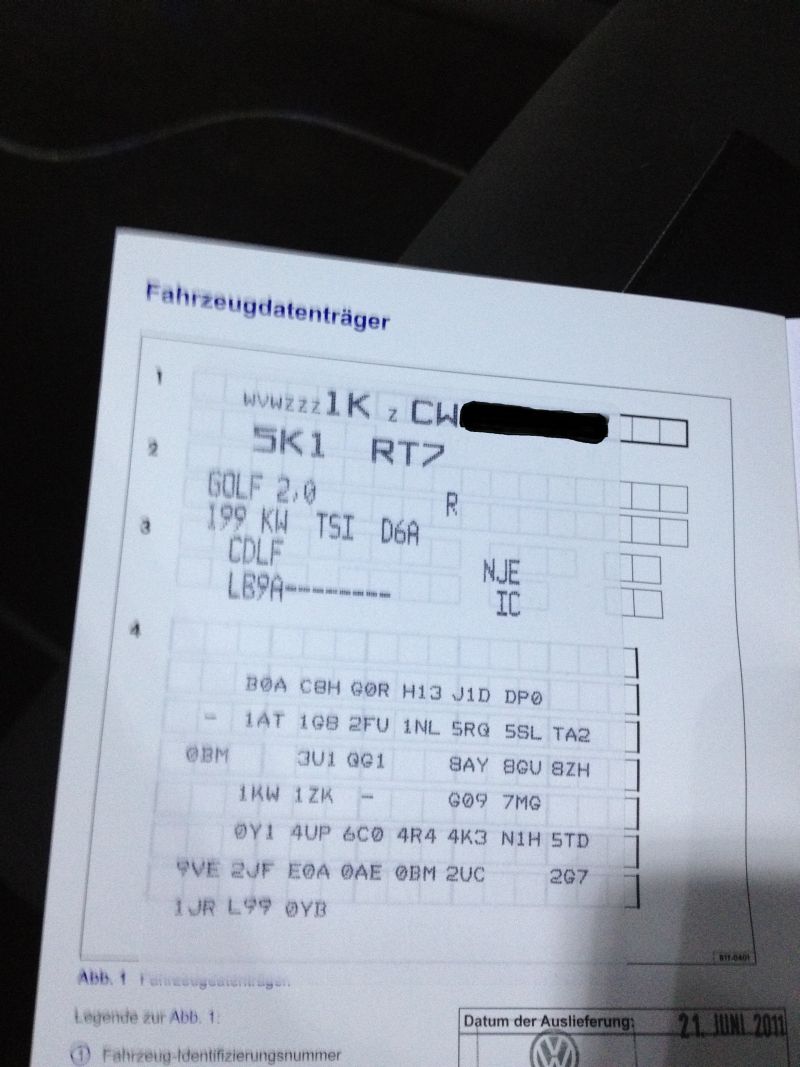 Fahrzeugdatenträger
1
WVWZZZ1K Z CW
2
5K1 RT7
GOLF 2,0 R
3
199 KW TSI D6A
CDLF NJE
LB9A-------- IC
4
B0A C8H G0R H13 J1D DP0
- 1AT 1G8 2FU 1NL 5RQ 5SL TA2
0BM 3U1 QG1 8AY 8GU 8ZH
1KW 1ZK - G09 7MG
0Y1 4UP 6C0 4R4 4K3 N1H 5TD
9VE 2JF E0A 0AE 0BM 2UC 2G7
1JR L99 0YB
B1T-0401
Abb. 1 Fahrzeugdatenträger.
Legende zur Abb. 1:
Datum der Auslieferung: 21. JUNI 2011
1 Fahrzeug-Identifizierungsnummer